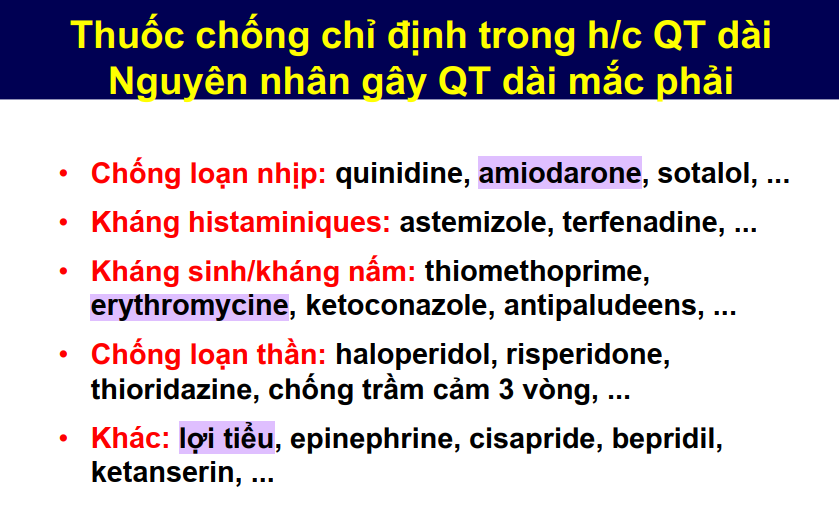 Thuốc chống chỉ định trong h/c QT dài
Nguyên nhân gây QT dài mắc phải
• Chống loạn nhịp: quinidine, amiodarone, sotalol, ...
• Kháng histaminiques: astemizole, terfenadine, ...
• Kháng sinh/kháng nấm: thiomethoprime,
erythromycine, ketoconazole, antipaludeens, ...
• Chống loạn thần: haloperidol, risperidone,
thioridazine, chống trầm cảm 3 vòng, ...
• Khác: lợi tiểu, epinephrine, cisapride, bepridil,
ketanserin, ...